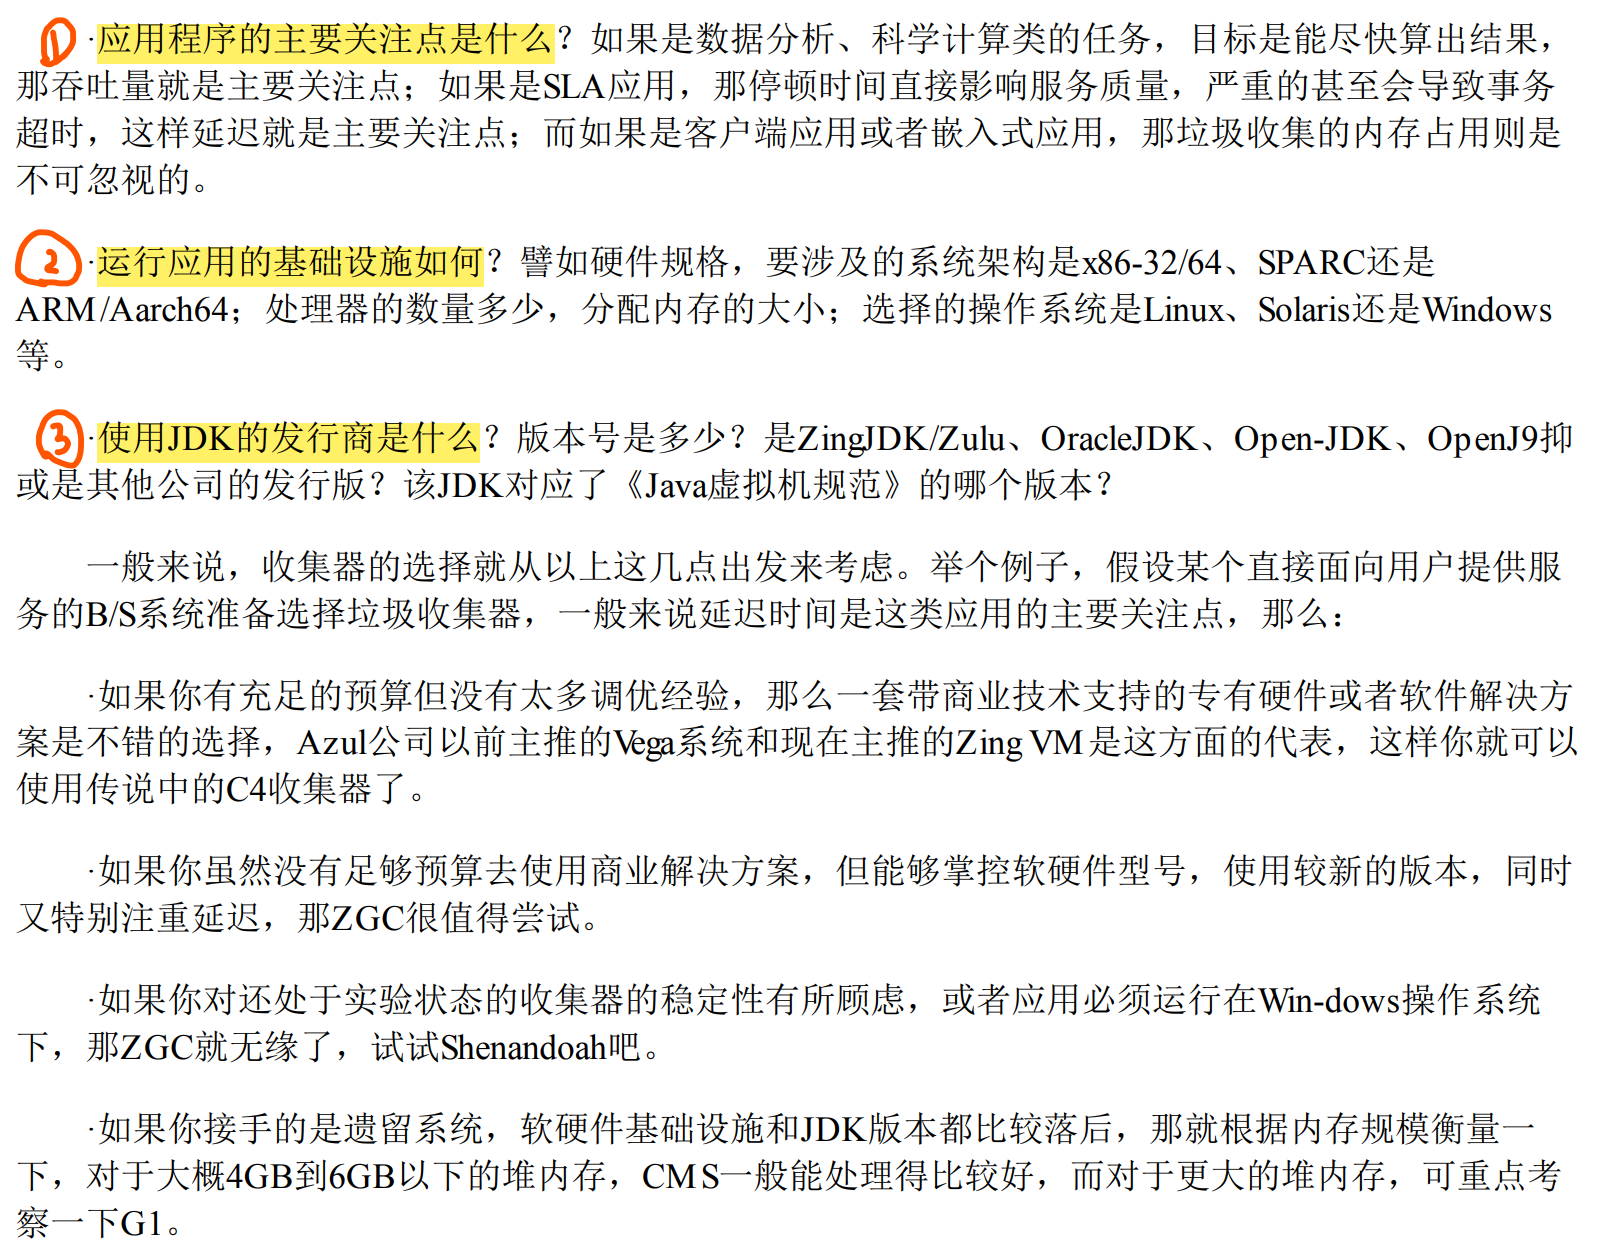 ① ·应用程序的主要关注点是什么？如果是数据分析、科学计算类的任务，目标是能尽快算出结果，
那吞吐量就是主要关注点；如果是SLA应用，那停顿时间直接影响服务质量，严重的甚至会导致事务
超时，这样延迟就是主要关注点；而如果是客户端应用或者嵌入式应用，那垃圾收集的内存占用则是
不可忽视的。
② ·运行应用的基础设施如何？譬如硬件规格，要涉及的系统架构是x86-32/64、SPARC还是
ARM/Aarch64；处理器的数量多少，分配内存的大小；选择的操作系统是Linux、Solaris还是Windows
等。
③ ·使用JDK的发行商是什么？版本号是多少？是ZingJDK/Zulu、OracleJDK、Open-JDK、OpenJ9抑
或是其他公司的发行版？该JDK对应了《Java虚拟机规范》的哪个版本？
一般来说，收集器的选择就从以上这几点出发来考虑。举个例子，假设某个直接面向用户提供服
务的B/S系统准备选择垃圾收集器，一般来说延迟时间是这类应用的主要关注点，那么：
·如果你有充足的预算但没有太多调优经验，那么一套带商业技术支持的专有硬件或者软件解决方
案是不错的选择，Azul公司以前主推的Vega系统和现在主推的Zing VM是这方面的代表，这样你就可以
使用传说中的C4收集器了。
·如果你虽然没有足够预算去使用商业解决方案，但能够掌控软硬件型号，使用较新的版本，同时
又特别注重延迟，那ZGC很值得尝试。
·如果你对还处于实验状态的收集器的稳定性有所顾虑，或者应用必须运行在Win-dows操作系统
下，那ZGC就无缘了，试试Shenandoah吧。
·如果你接手的是遗留系统，软硬件基础设施和JDK版本都比较落后，那就根据内存规模衡量一
下，对于大概4GB到6GB以下的堆内存，CMS一般能处理得比较好，而对于更大的堆内存，可重点考
察一下G1。